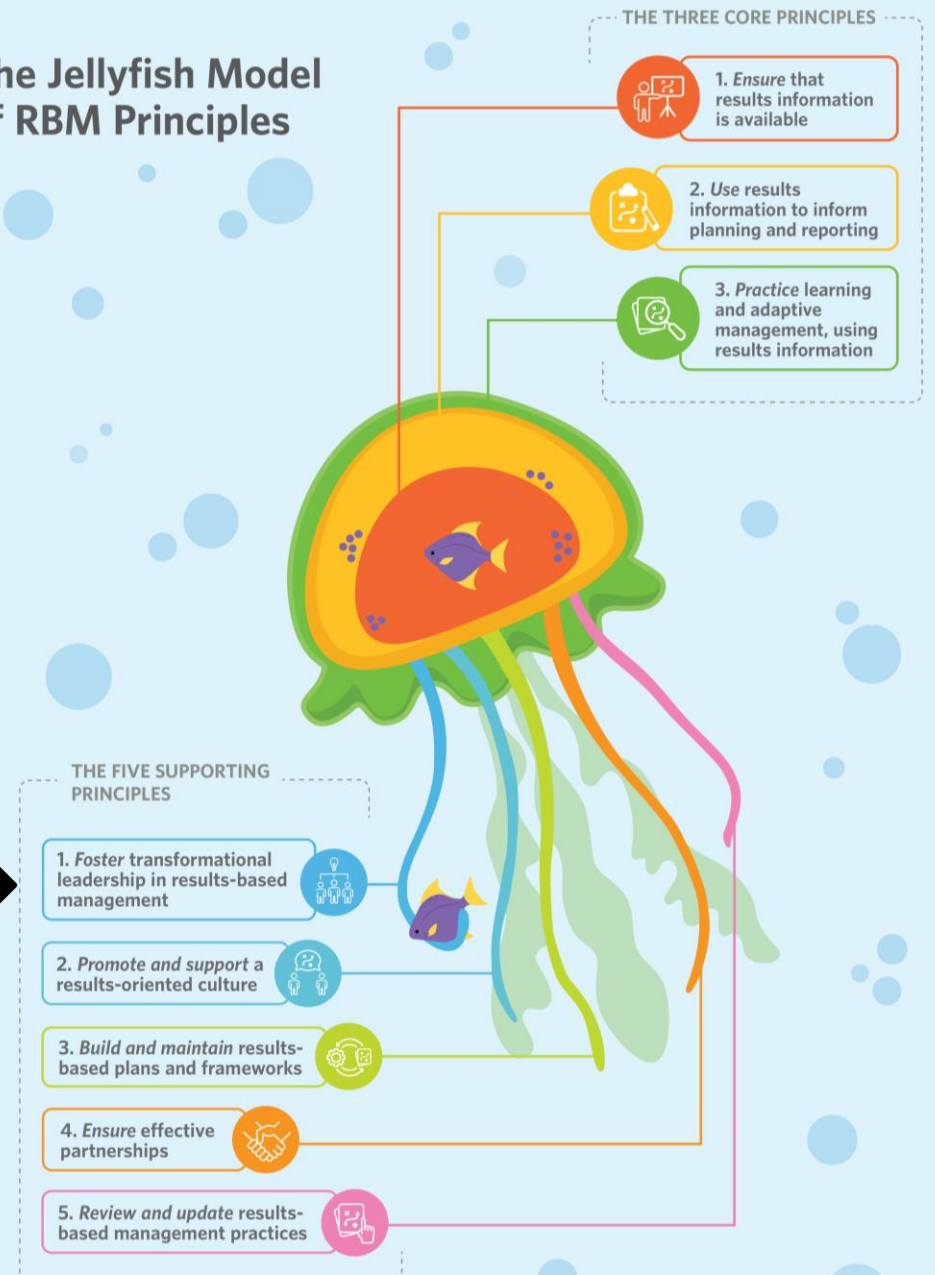 he Jellyfish Model
f RBM Principles
THE THREE CORE PRINCIPLES
1. Ensure that
results information
is available
2. Use results
information to inform
planning and reporting
3. Practice learning
and adaptive
management, using
results information
THE FIVE SUPPORTING
PRINCIPLES
1. Foster transformational
leadership in results-based
management
2. Promote and support a
results-oriented culture
3. Build and maintain results-
based plans and frameworks
4. Ensure effective
partnerships
5. Review and update results-
based management practices